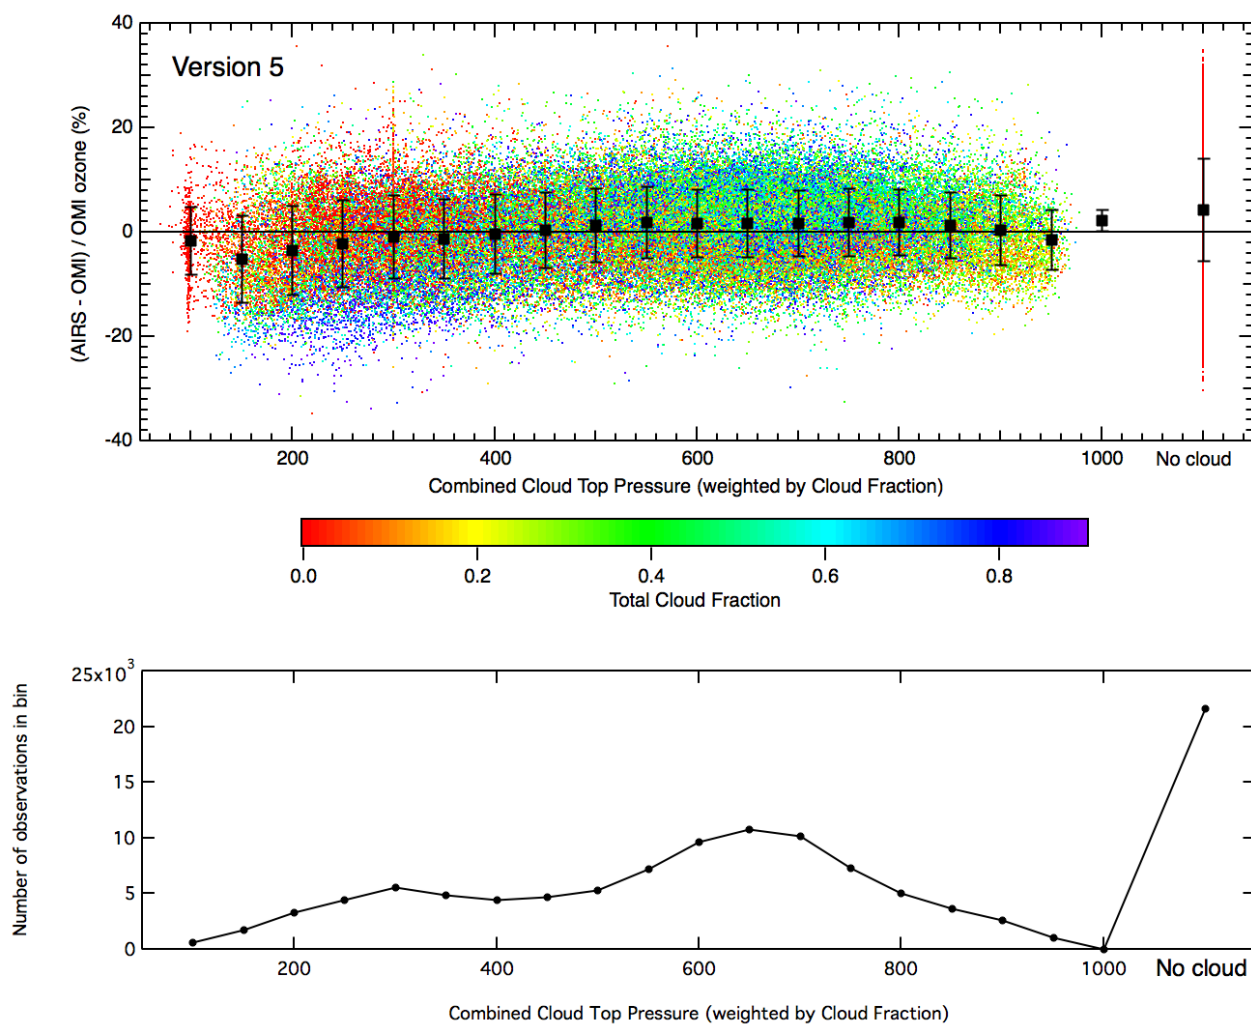 40
Version 5
20
0
-20
-40
(AIRS - OMI) / OMI ozone (%)
200 400 600 800 1000 No cloud
Combined Cloud Top Pressure (weighted by Cloud Fraction)
0.0 0.2 0.4 0.6 0.8
Total Cloud Fraction
25x10³
20
15
10
5
0
Number of observations in bin
200 400 600 800 1000 No cloud
Combined Cloud Top Pressure (weighted by Cloud Fraction)